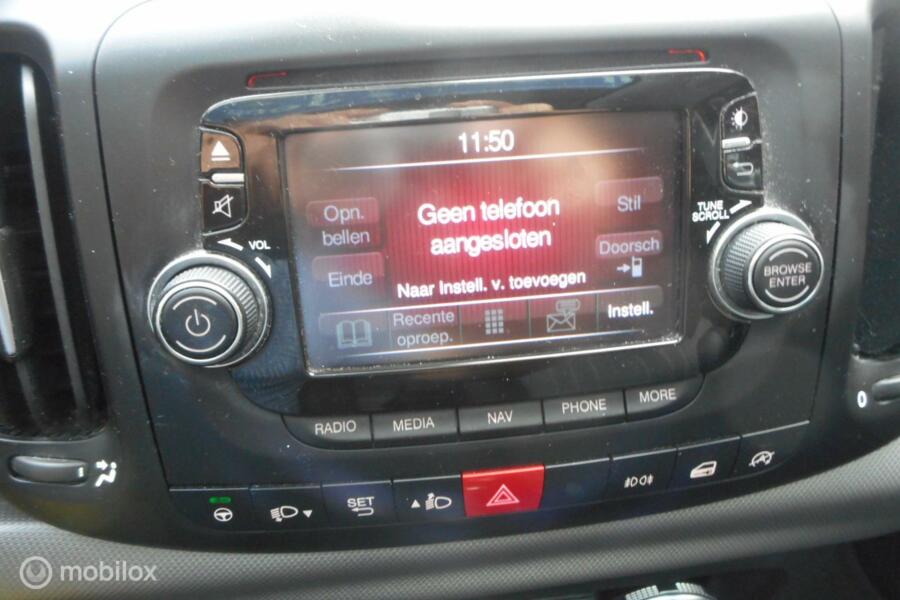 11:50
Opn.
bellen
Geen telefoon
aangesloten
Stil
Doorsch
Einde
Naar Instell. v. toevoegen
Recente
oproep.
Instell.
VOL
TUNE
SCROLL
BROWSE
ENTER
RADIO
MEDIA
NAV
PHONE
MORE
SET
0
mobilox